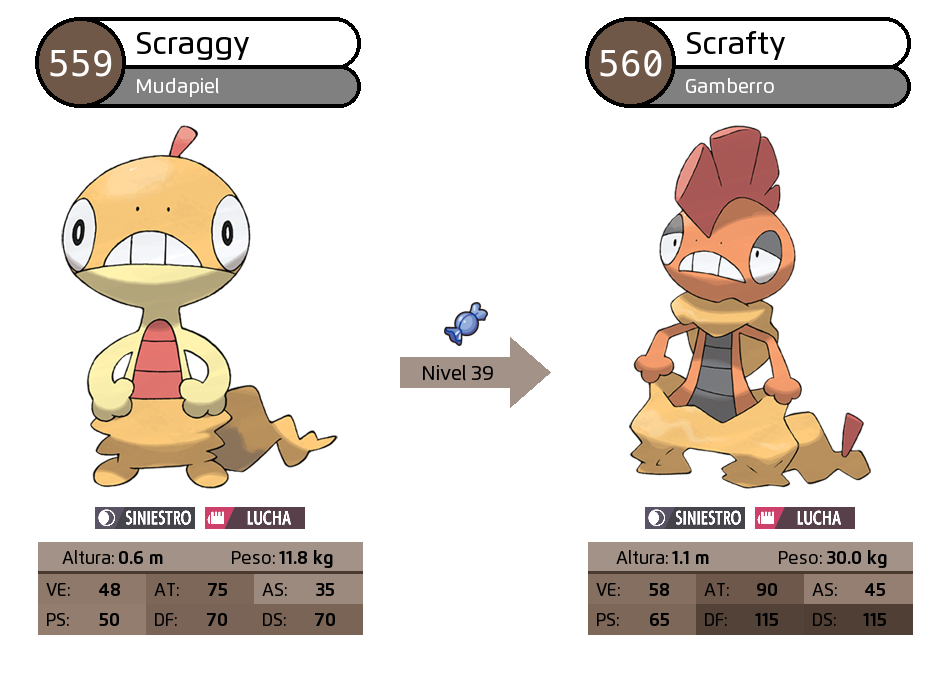 559
Scraggy
Mudapiel
SINIESTRO LUCHA
Altura: 0.6 m Peso: 11.8 kg
VE: 48 AT: 75 AS: 35
PS: 50 DF: 70 DS: 70
Nivel 39
560
Scrafty
Gamberro
SINIESTRO LUCHA
Altura: 1.1 m Peso: 30.0 kg
VE: 58 AT: 90 AS: 45
PS: 65 DF: 115 DS: 115